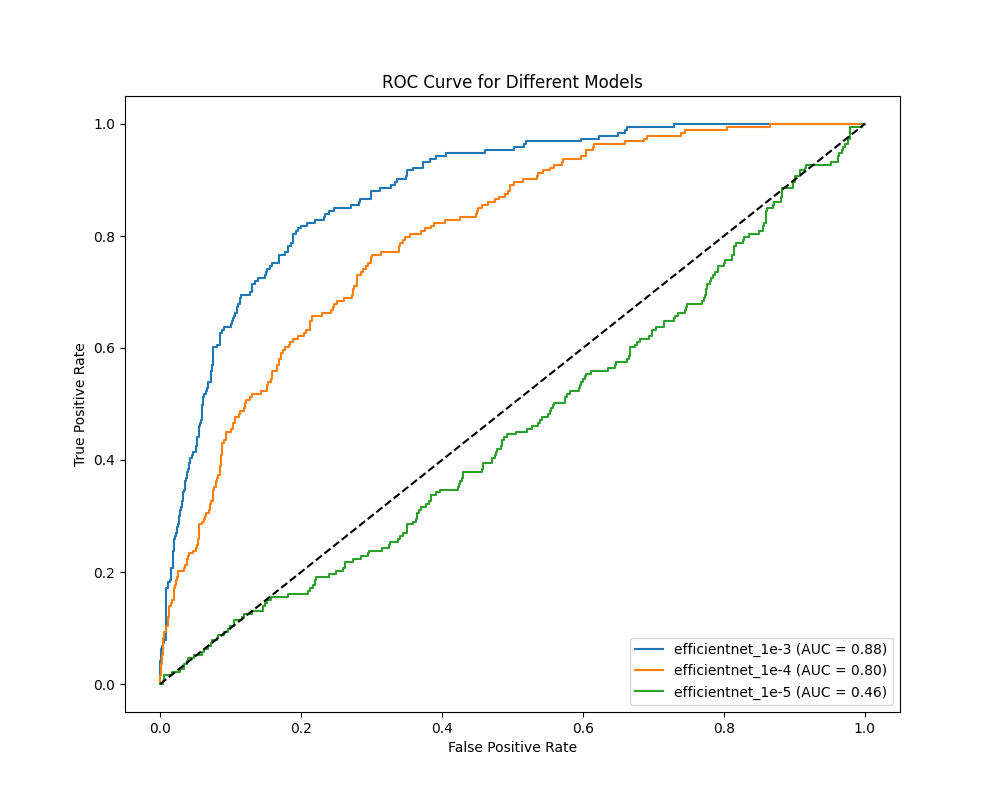 ROC Curve for Different Models
True Positive Rate
1.0
0.8
0.6
0.4
0.2
0.0
0.0 0.2 0.4 0.6 0.8 1.0
False Positive Rate
efficientnet_1e-3 (AUC = 0.88)
efficientnet_1e-4 (AUC = 0.80)
efficientnet_1e-5 (AUC = 0.46)